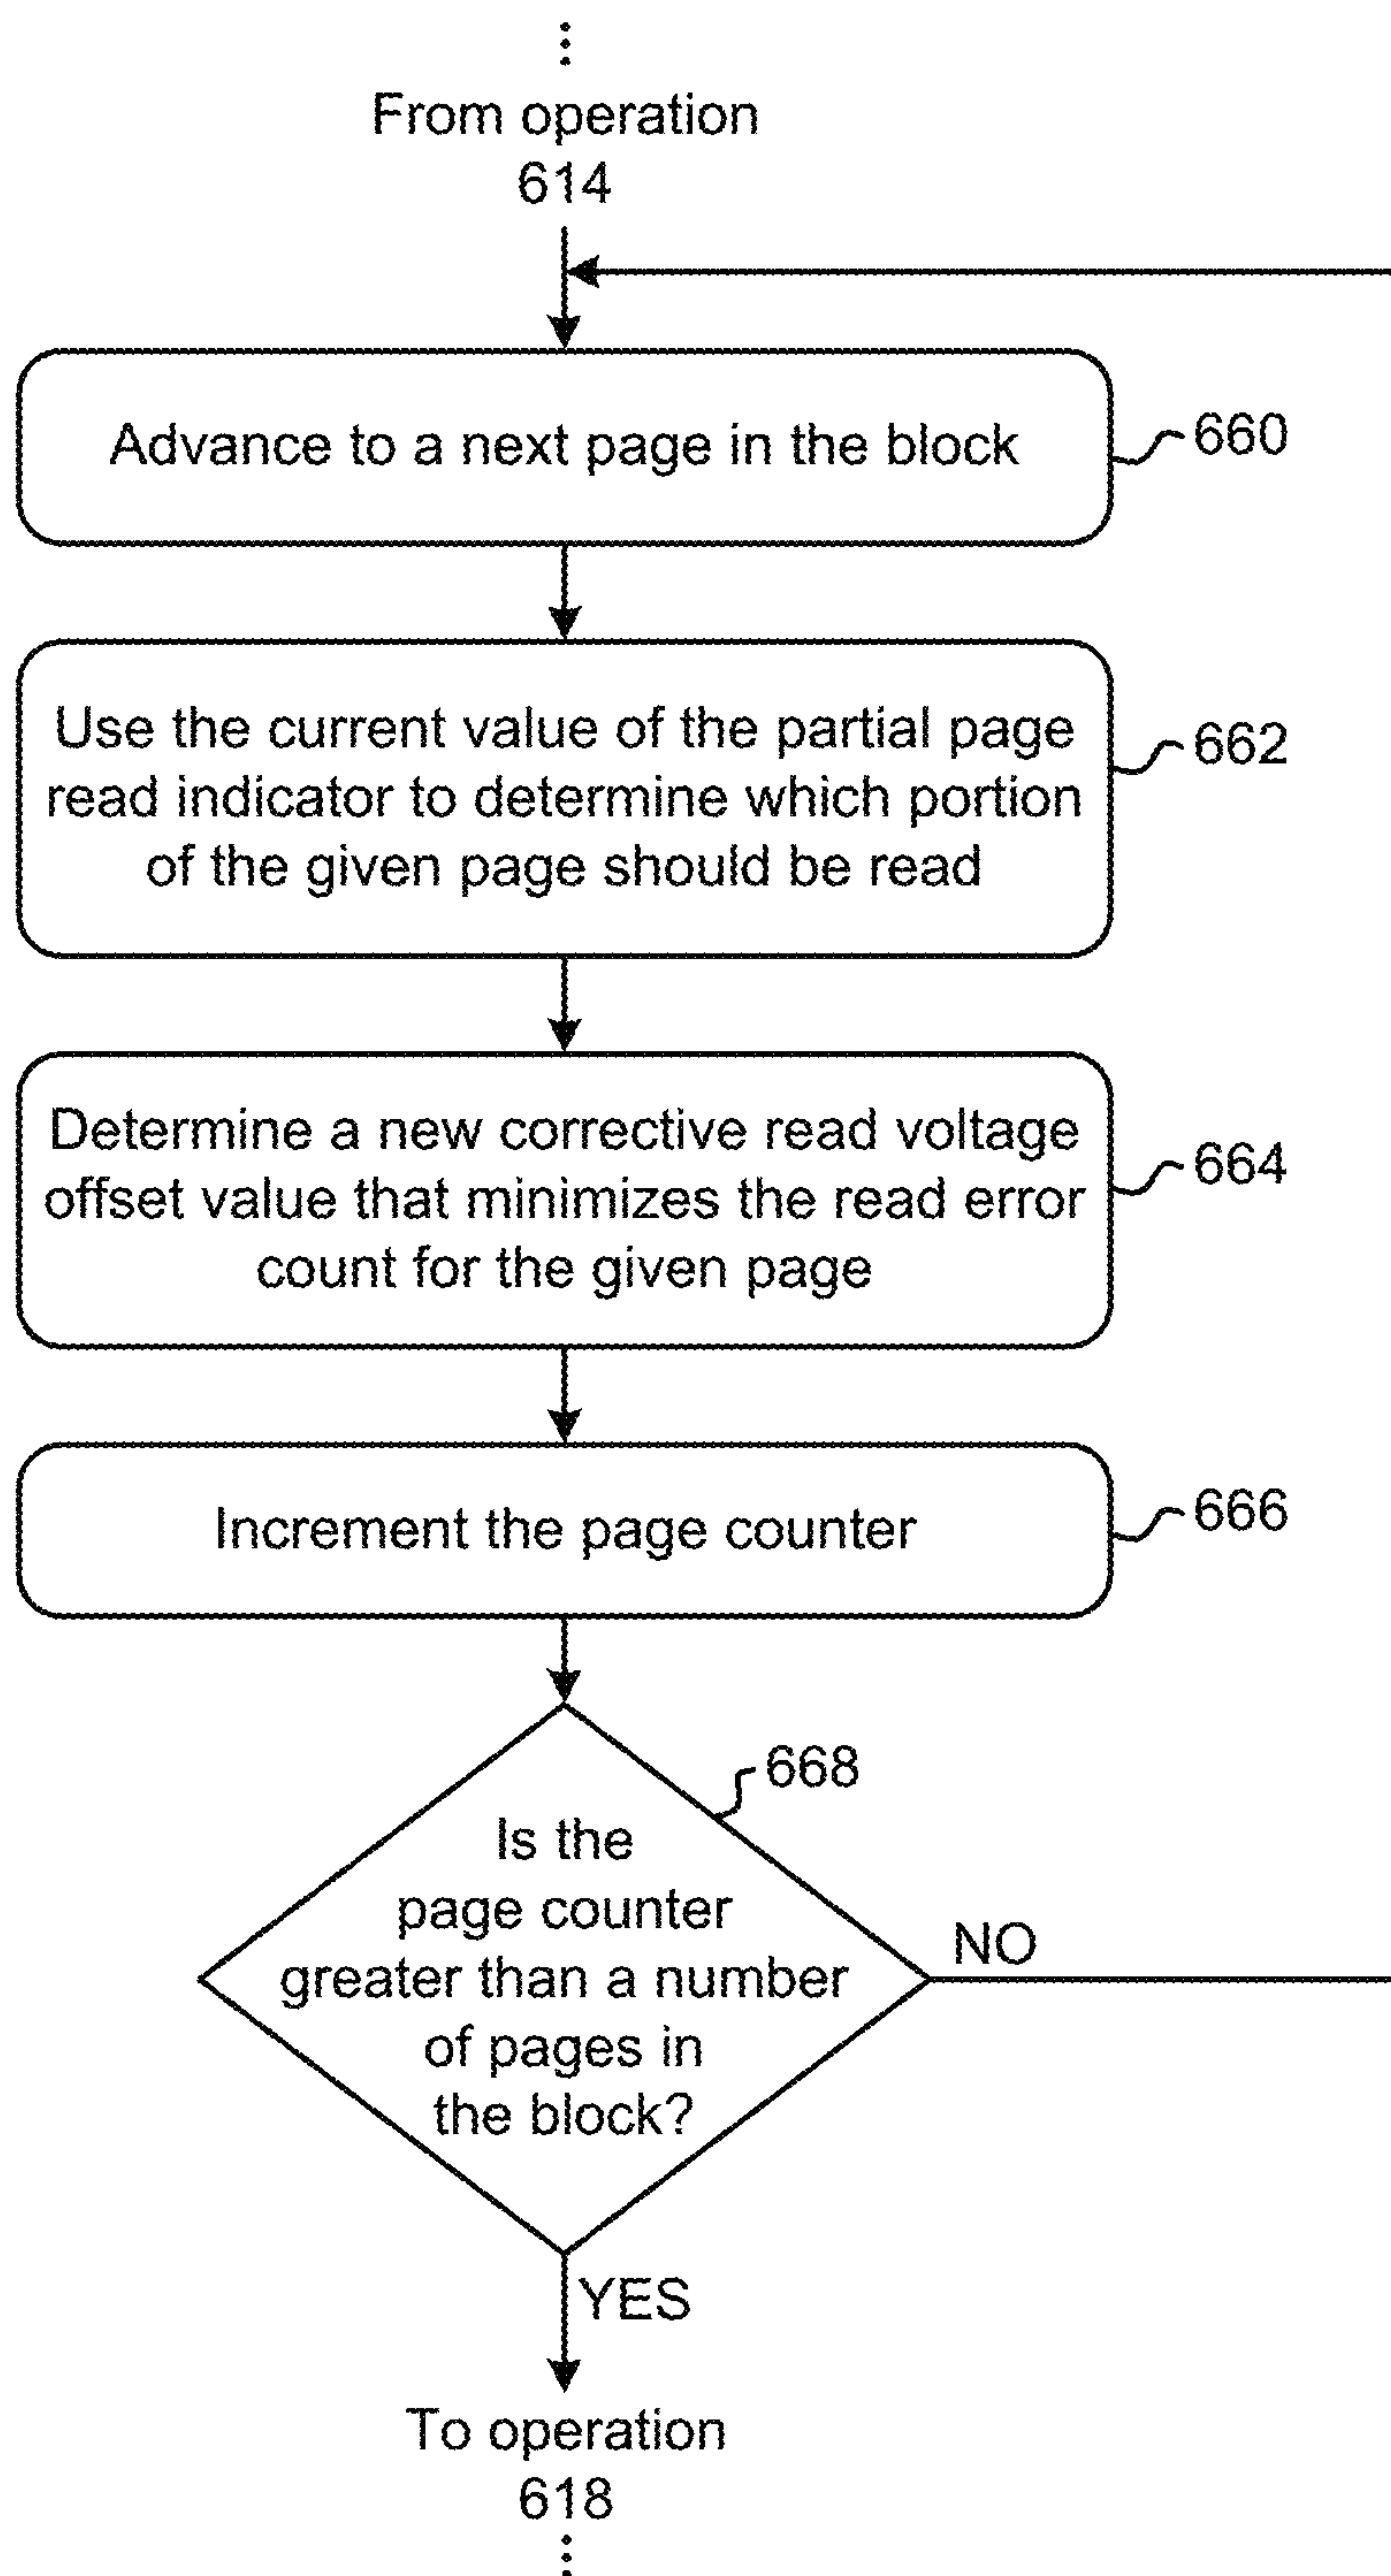 From operation
614
Advance to a next page in the block
660
Use the current value of the partial page
read indicator to determine which portion
of the given page should be read
662
Determine a new corrective read voltage
offset value that minimizes the read error
count for the given page
664
Increment the page counter
666
668
Is the
page counter
greater than a number
of pages in
the block?
NO
YES
To operation
618